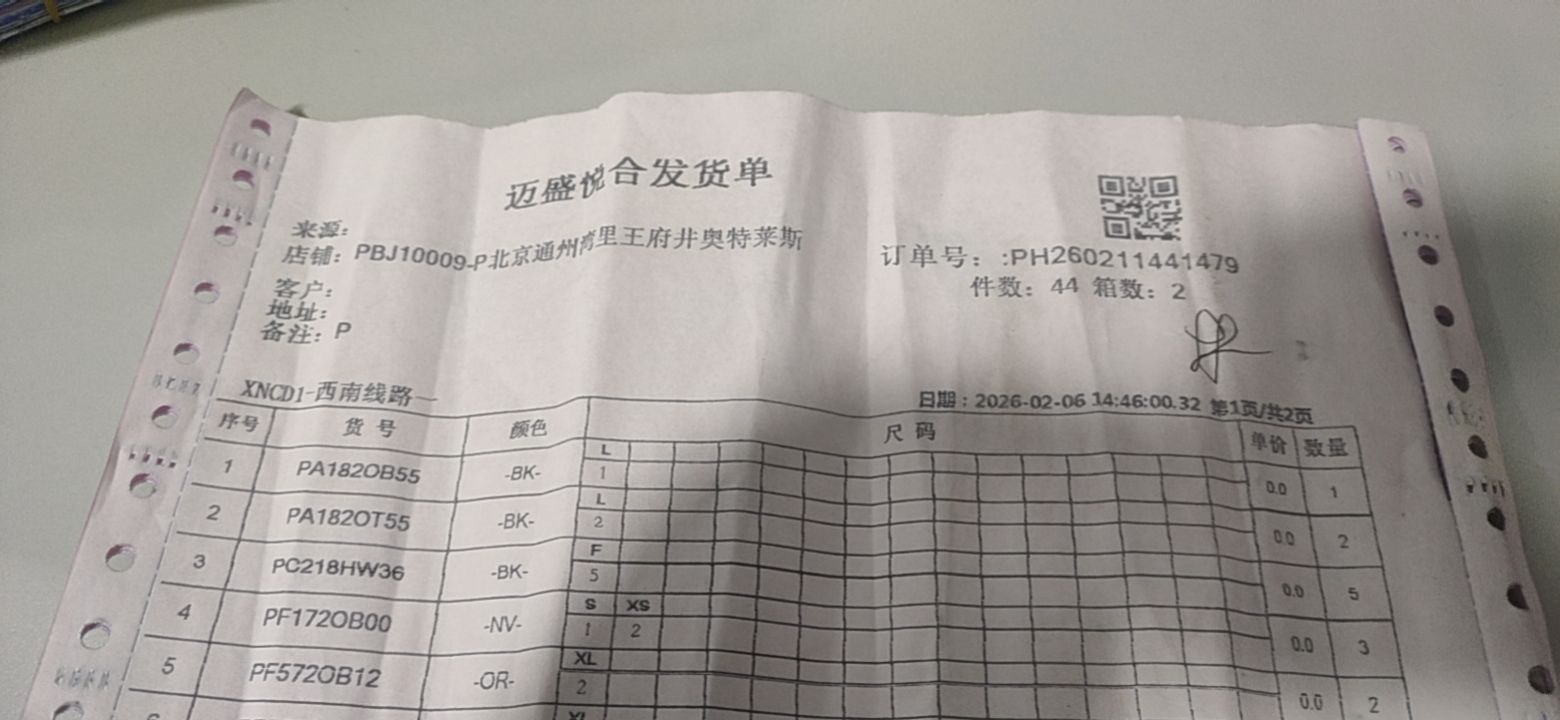 迈盛悦合发货单
来源:
店铺: PBJ10009-P北京通州湾里王府井奥特莱斯
订单号: :PH260211441479
客户:
件数: 44 箱数: 2
地址:
备注: P
XNCD1-西南线路一
日期:2026-02-06 14:46:00.32 第1页/共2页
序号 货号 颜色 尺码 单价 数量
L
1 PA182OB55 -BK- 1 0.0 1
L
2 PA182OT55 -BK- 2 0.0 2
F
3 PC218HW36 -BK- 5 0.0 5
S XS
4 PF172OB00 -NV- 1 2 0.0 3
XL
5 PF572OB12 -OR- 2 0.0 2